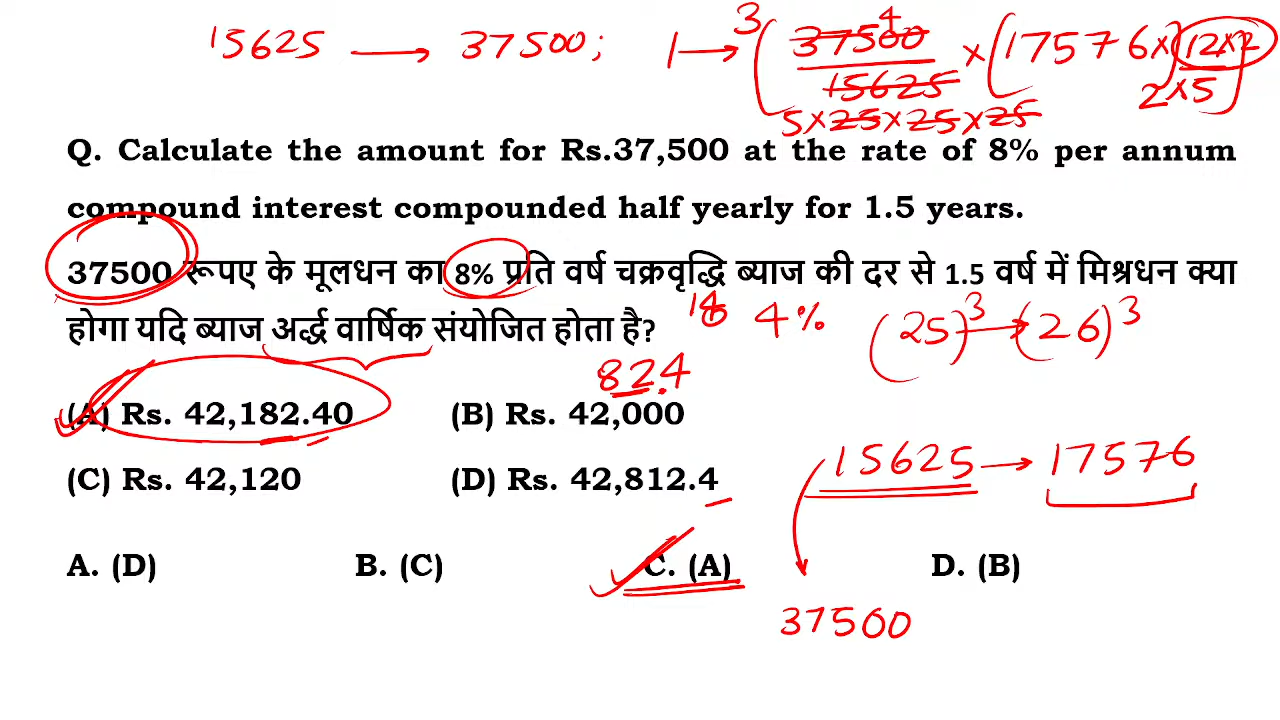 15625 → 37500; 1 → 3 ( 37500 4 / 15625 × ( 17576 × 12×2
5×25×25×25 2×5
Q. Calculate the amount for Rs.37,500 at the rate of 8% per annum
compound interest compounded half yearly for 1.5 years.
37500 रूपए के मूलधन का 8% प्रति वर्ष चक्रवृद्धि ब्याज की दर से 1.5 वर्ष में मिश्रधन क्या
होगा यदि ब्याज अर्द्ध वार्षिक संयोजित होता है?
4% (25)³ → (26)³
82.4
(A) Rs. 42,182.40 (B) Rs. 42,000
15625 → 17576
(C) Rs. 42,120 (D) Rs. 42,812.4
A. (D) B. (C) C. (A) D. (B)
37500